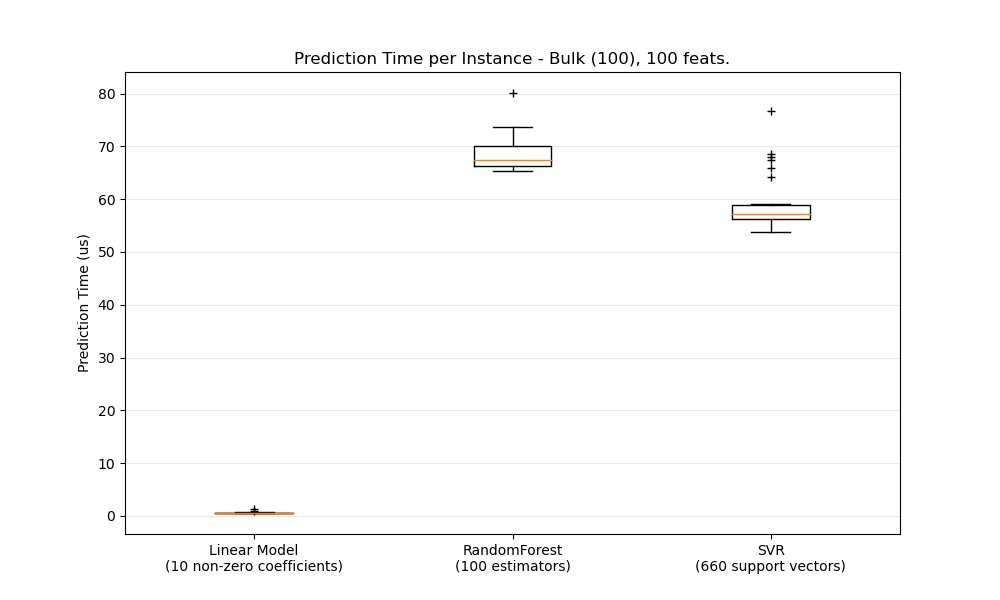 Prediction Time per Instance - Bulk (100), 100 feats.
Prediction Time (us)
80
70
60
50
40
30
20
10
0
Linear Model
(10 non-zero coefficients)
RandomForest
(100 estimators)
SVR
(660 support vectors)